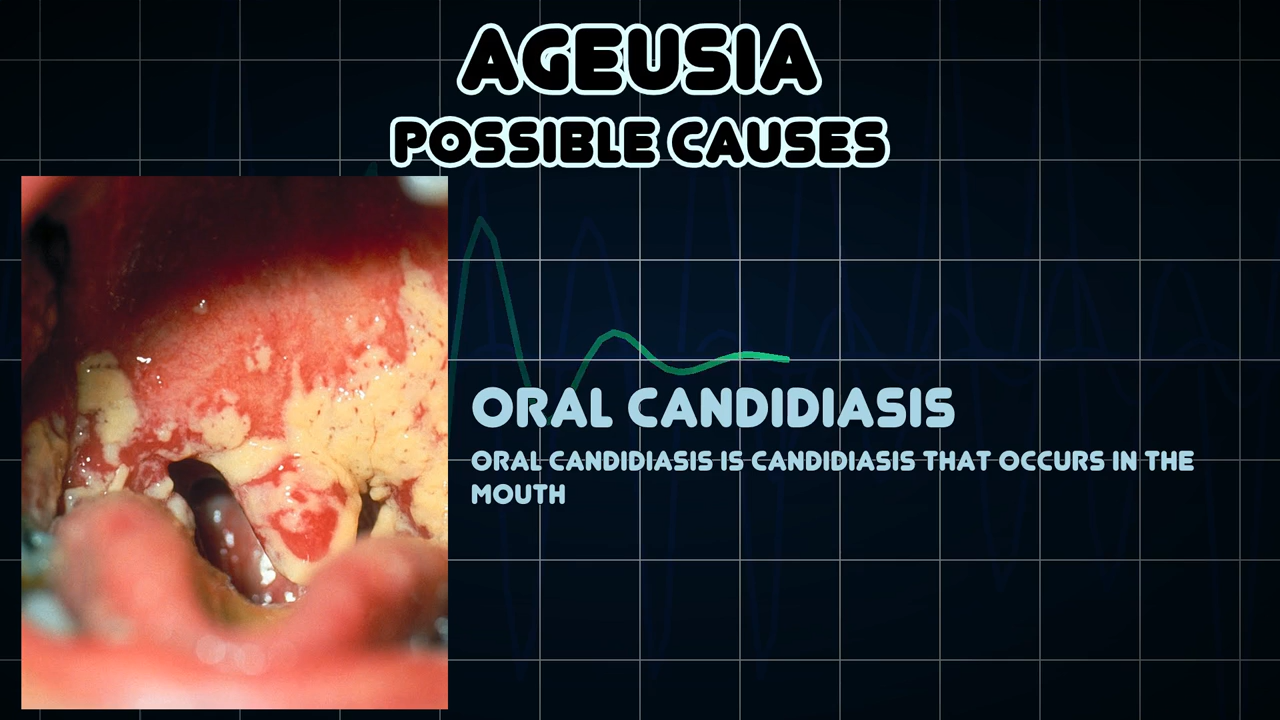 AGEUSIA
POSSIBLE CAUSES
ORAL CANDIDIASIS
ORAL CANDIDIASIS IS CANDIDIASIS THAT OCCURS IN THE
MOUTH